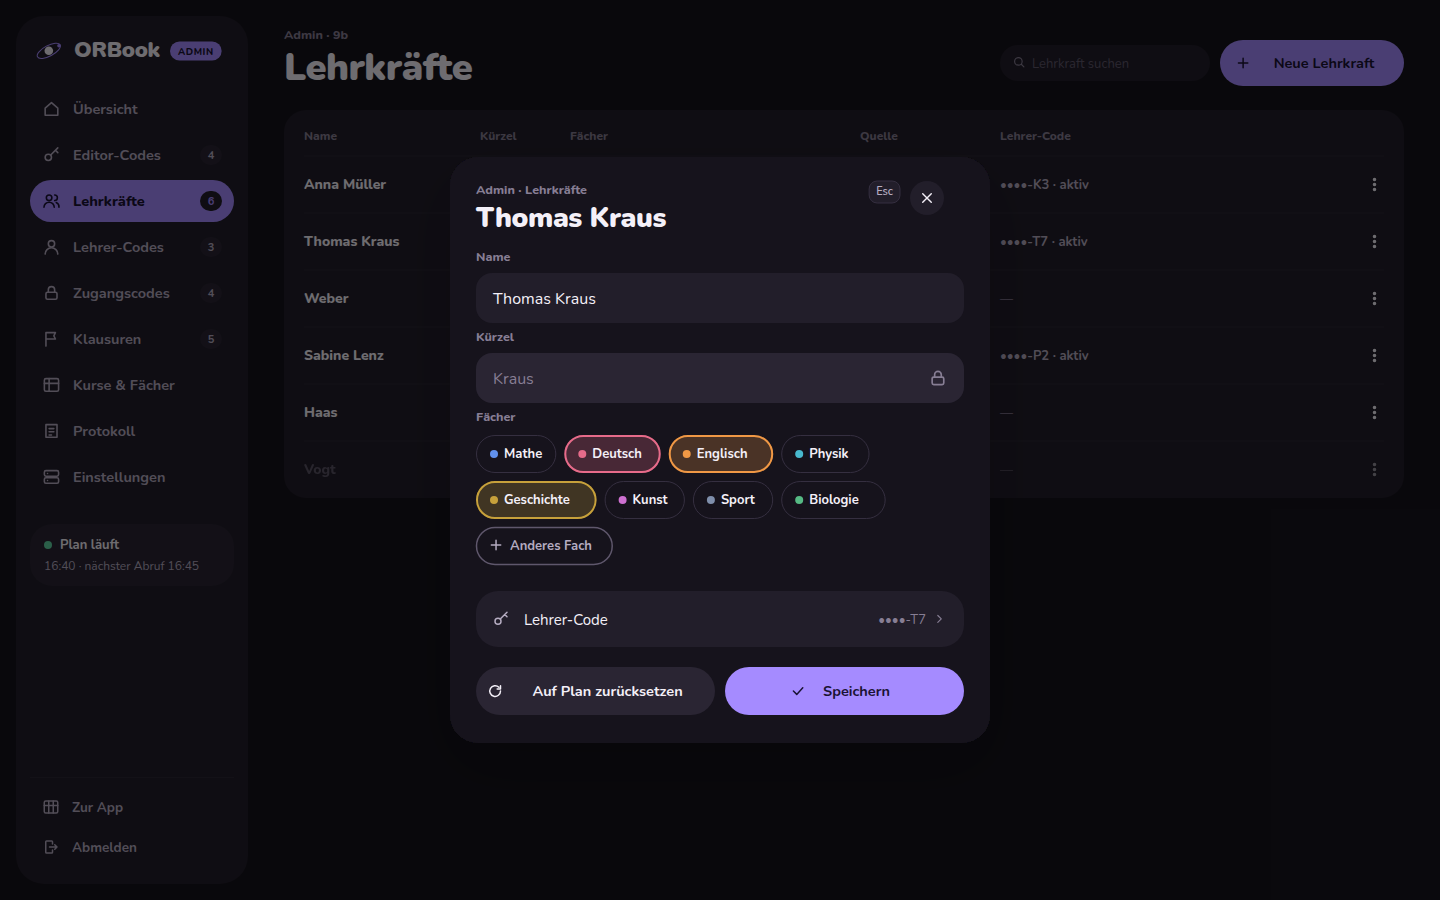 ORBook ADMIN
Übersicht
Editor-Codes 4
Lehrkräfte 6
Lehrer-Codes 3
Zugangscodes 4
Klausuren 5
Kurse & Fächer
Protokoll
Einstellungen
Plan läuft
16:40 · nächster Abruf 16:45
Zur App
Abmelden
Admin · 9b
Lehrkräfte
Lehrkraft suchen
Neue Lehrkraft
Name Kürzel Fächer Quelle Lehrer-Code
Anna Müller ••••-K3 · aktiv
Thomas Kraus ••••-T7 · aktiv
Weber —
Sabine Lenz ••••-P2 · aktiv
Haas —
Vogt —
Admin · Lehrkräfte
Esc
Thomas Kraus
Name
Thomas Kraus
Kürzel
Kraus
Fächer
Mathe Deutsch Englisch Physik
Geschichte Kunst Sport Biologie
Anderes Fach
Lehrer-Code ••••-T7
Auf Plan zurücksetzen Speichern